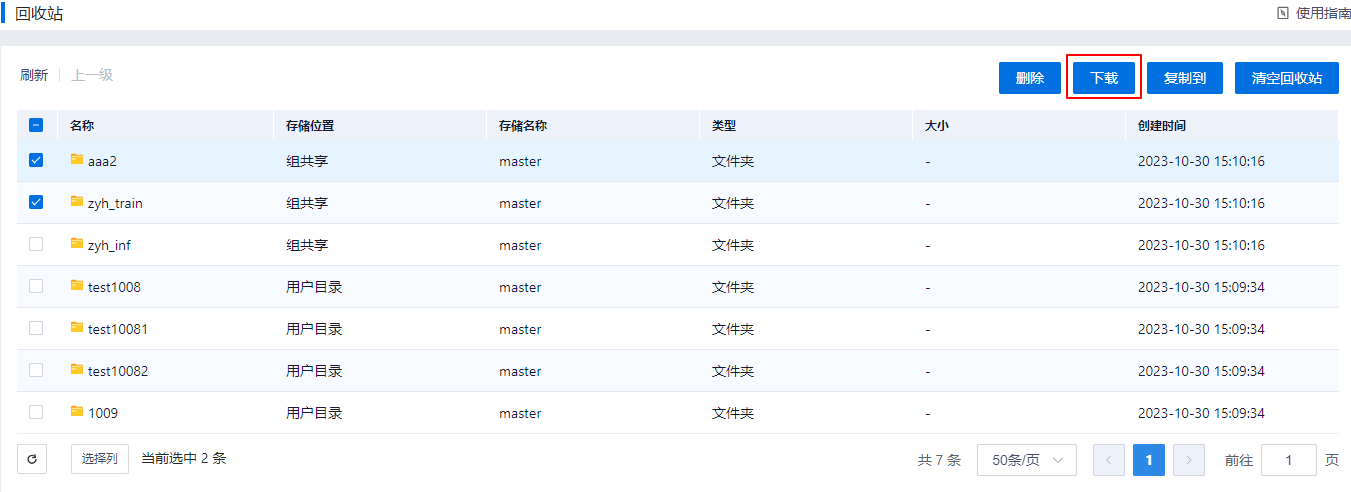 回收站 使用指南
刷新 上一级 删除 下载 复制到 清空回收站
名称 存储位置 存储名称 类型 大小 创建时间
aaa2 组共享 master 文件夹 - 2023-10-30 15:10:16
zyh_train 组共享 master 文件夹 - 2023-10-30 15:10:16
zyh_inf 组共享 master 文件夹 - 2023-10-30 15:10:16
test1008 用户目录 master 文件夹 - 2023-10-30 15:09:34
test10081 用户目录 master 文件夹 - 2023-10-30 15:09:34
test10082 用户目录 master 文件夹 - 2023-10-30 15:09:34
1009 用户目录 master 文件夹 - 2023-10-30 15:09:34
选择列 当前选中 2 条 共 7 条 50条/页 1 前往 1 页